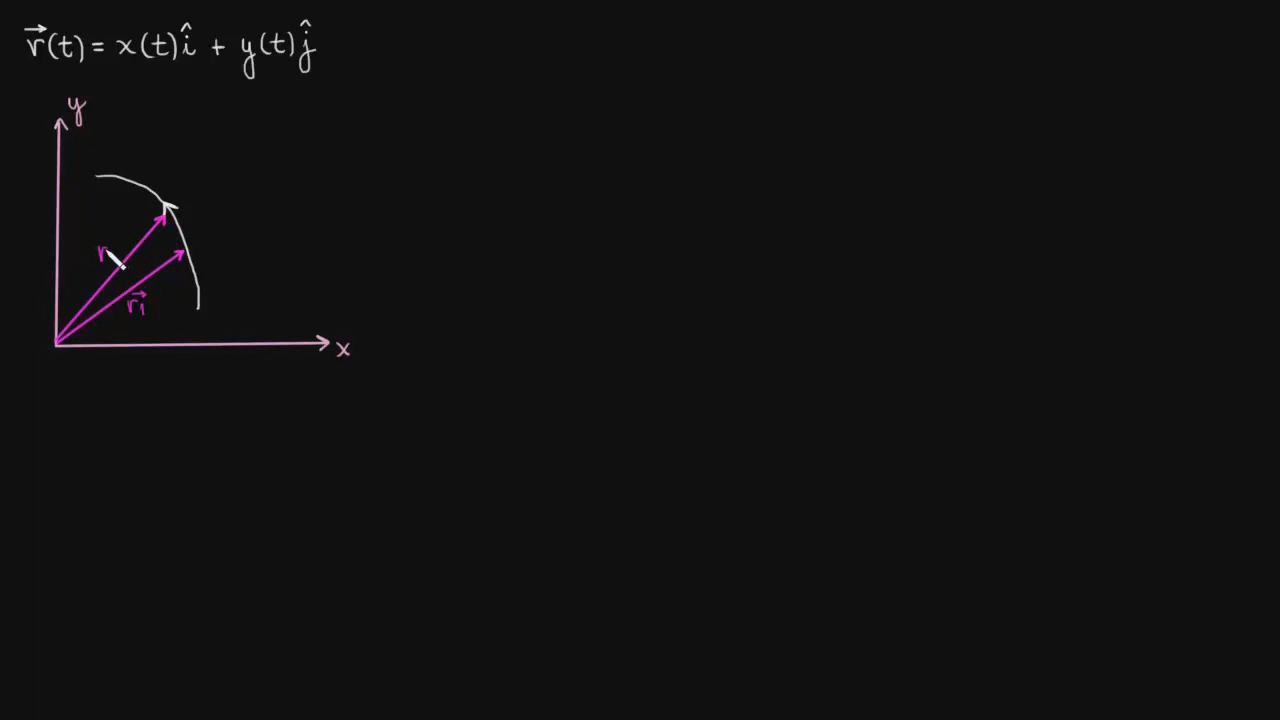 r⃗(t) = x(t)î + y(t)ĵ
y
r
r⃗₁
x